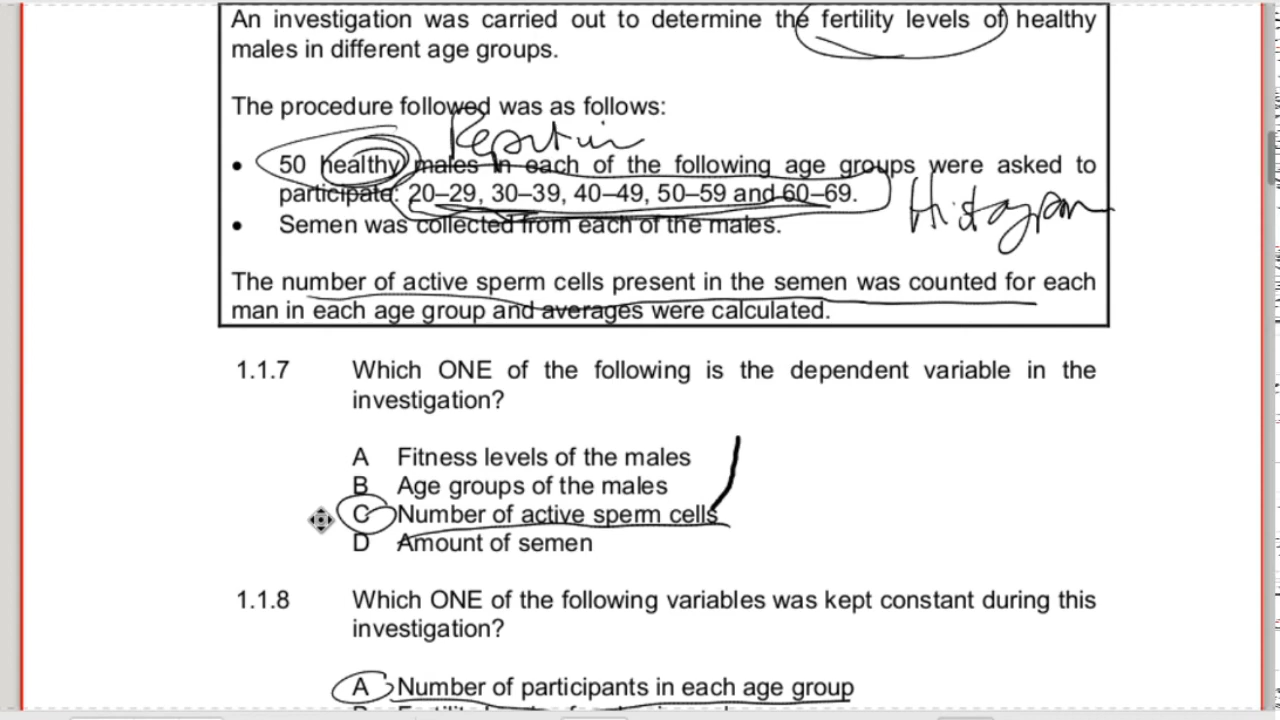 An investigation was carried out to determine the fertility levels of healthy
males in different age groups.
The procedure followed was as follows:
• 50 healthy males in each of the following age groups were asked to
participate: 20–29, 30–39, 40–49, 50–59 and 60–69.
Histogram
• Semen was collected from each of the males.
The number of active sperm cells present in the semen was counted for each
man in each age group and averages were calculated.
1.1.7 Which ONE of the following is the dependent variable in the
investigation?
A Fitness levels of the males
B Age groups of the males
C Number of active sperm cells
D Amount of semen
1.1.8 Which ONE of the following variables was kept constant during this
investigation?
A Number of participants in each age group